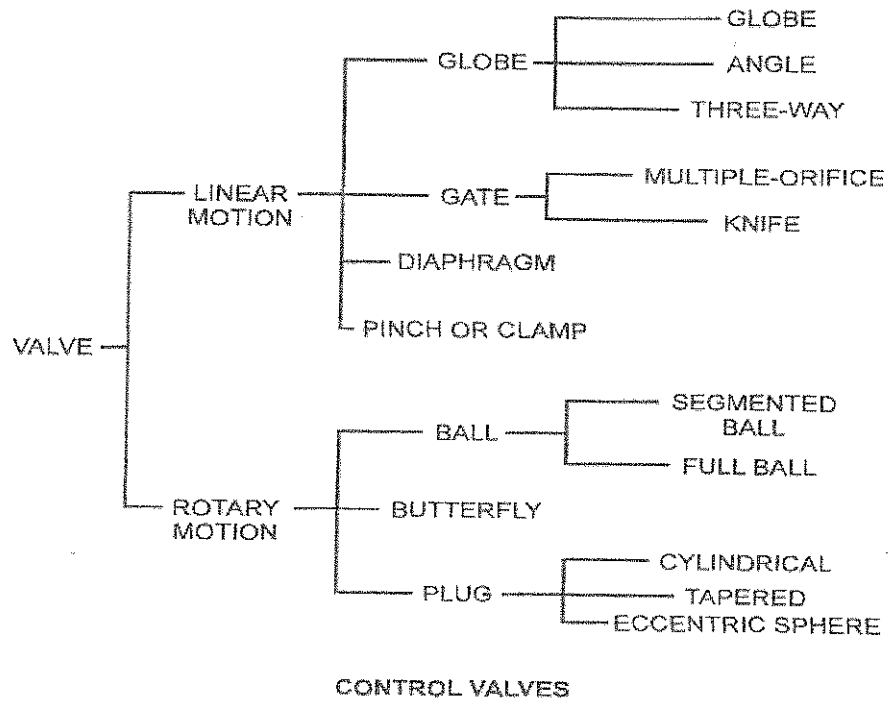 GLOBE
GLOBE
ANGLE
THREE-WAY
LINEAR
MOTION
GATE
MULTIPLE-ORIFICE
KNIFE
DIAPHRAGM
PINCH OR CLAMP
VALVE
BALL
SEGMENTED
BALL
FULL BALL
ROTARY
MOTION
BUTTERFLY
PLUG
CYLINDRICAL
TAPERED
ECCENTRIC SPHERE
CONTROL VALVES